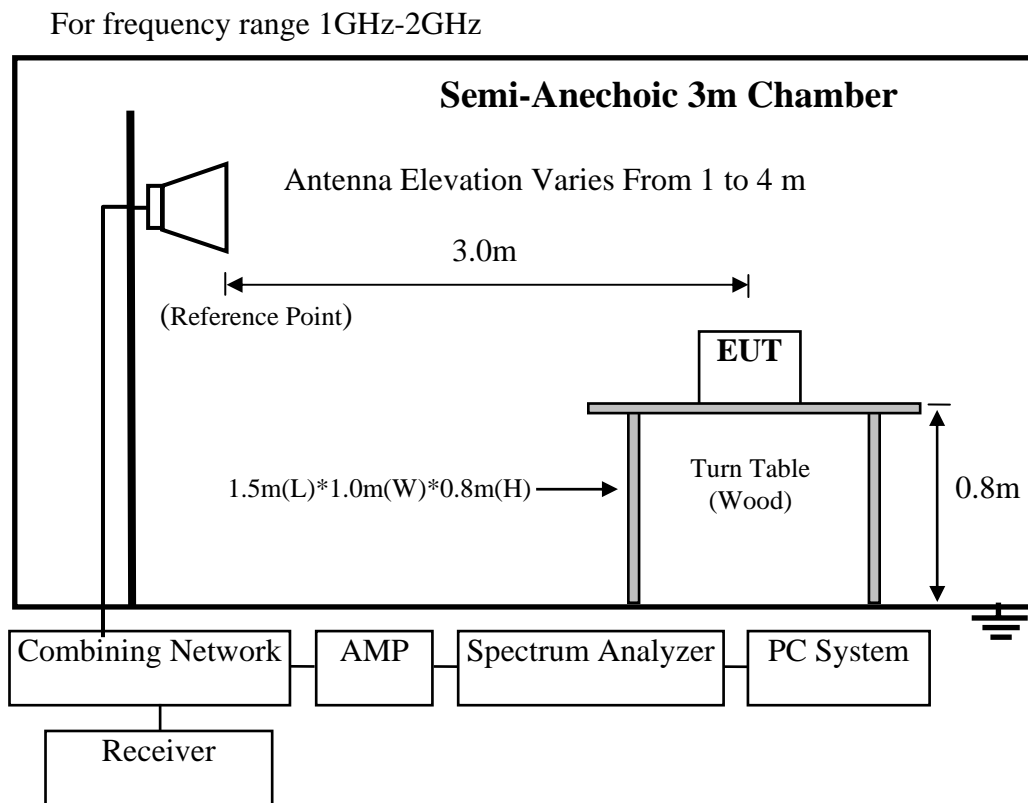 For frequency range 1GHz-2GHz
Semi-Anechoic 3m Chamber
Antenna Elevation Varies From 1 to 4 m
3.0m
(Reference Point)
EUT
1.5m(L)*1.0m(W)*0.8m(H)
Turn Table
(Wood)
0.8m
Combining Network
AMP
Spectrum Analyzer
PC System
Receiver